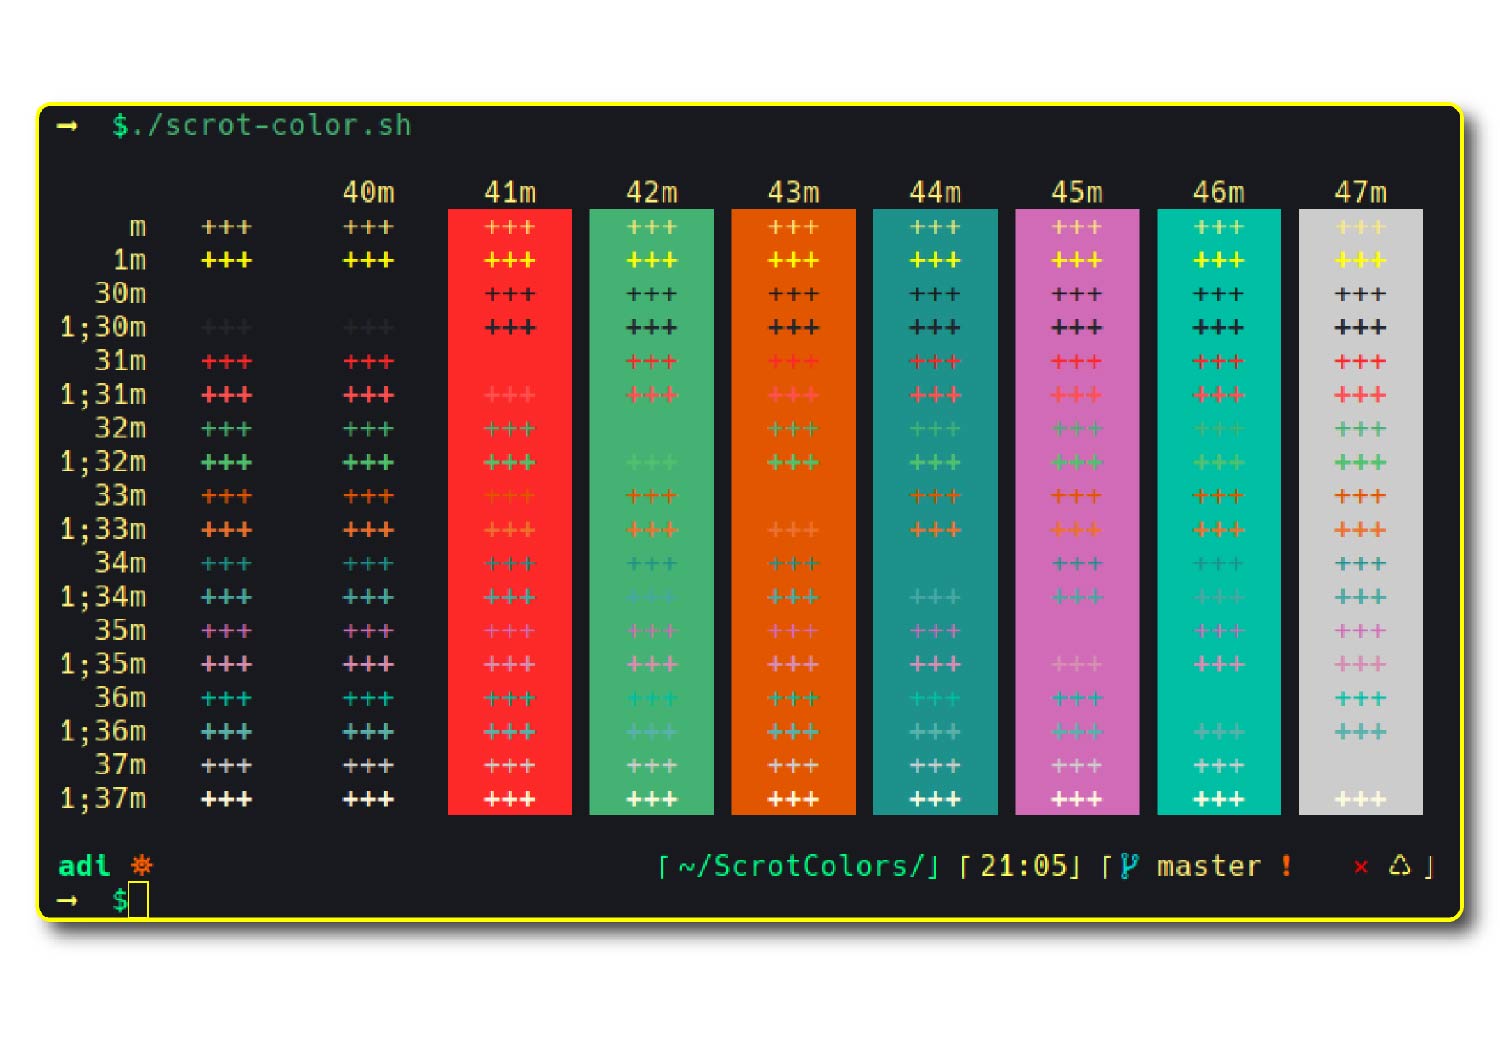 → $./scrot-color.sh
40m 41m 42m 43m 44m 45m 46m 47m
m +++ +++ +++ +++ +++ +++ +++ +++ +++
1m +++ +++ +++ +++ +++ +++ +++ +++ +++
30m +++ +++ +++ +++ +++ +++ +++
1;30m +++ +++ +++ +++ +++ +++ +++ +++ +++
31m +++ +++ +++ +++ +++ +++ +++ +++
1;31m +++ +++ +++ +++ +++ +++ +++ +++ +++
32m +++ +++ +++ +++ +++ +++ +++ +++
1;32m +++ +++ +++ +++ +++ +++ +++ +++ +++
33m +++ +++ +++ +++ +++ +++ +++ +++
1;33m +++ +++ +++ +++ +++ +++ +++ +++ +++
34m +++ +++ +++ +++ +++ +++ +++ +++
1;34m +++ +++ +++ +++ +++ +++ +++ +++ +++
35m +++ +++ +++ +++ +++ +++ +++ +++
1;35m +++ +++ +++ +++ +++ +++ +++ +++ +++
36m +++ +++ +++ +++ +++ +++ +++ +++
1;36m +++ +++ +++ +++ +++ +++ +++ +++ +++
37m +++ +++ +++ +++ +++ +++ +++ +++
1;37m +++ +++ +++ +++ +++ +++ +++ +++ +++
adi ⎈ ⌈~/ScrotColors/⌋ ⌈21:05⌋ ⌈ master ! × ♺ ⌋
→ $